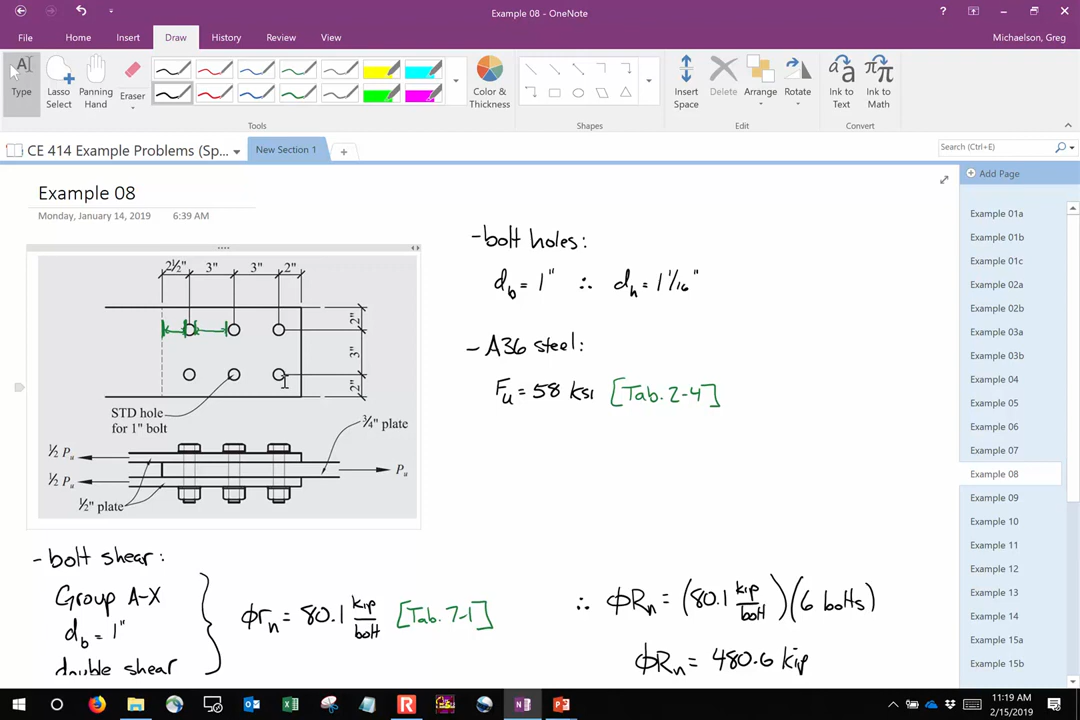 Example 08 - OneNote
Michaelson, Greg
File Home Insert Draw History Review View
Type
Lasso Select
Panning Hand
Eraser
Color & Thickness
Insert Space
Delete
Arrange
Rotate
Ink to Text
Ink to Math
Tools
Shapes
Edit
Convert
CE 414 Example Problems (Sp...
New Section 1
Search (Ctrl+E)
Add Page
Example 01a
Example 01b
Example 01c
Example 02a
Example 02b
Example 03a
Example 03b
Example 04
Example 05
Example 06
Example 07
Example 08
Example 09
Example 10
Example 11
Example 12
Example 13
Example 14
Example 15a
Example 15b
Example 08
Monday, January 14, 2019 6:39 AM
2½" 3" 3" 2"
2"
3"
2"
STD hole
for 1" bolt
¾" plate
½ Pu
½ Pu
Pu
½" plate
- bolt holes:
db = 1" ∴ dh = 1 1/16"
- A36 steel:
Fu = 58 ksi [Tab. 2-4]
- bolt shear:
Group A-X
db = 1"
double shear
ϕrn = 80.1 kip/bolt [Tab. 7-1]
∴ ϕRn = (80.1 kip/bolt)(6 bolts)
ϕRn = 480.6 kip
11:19 AM
2/15/2019